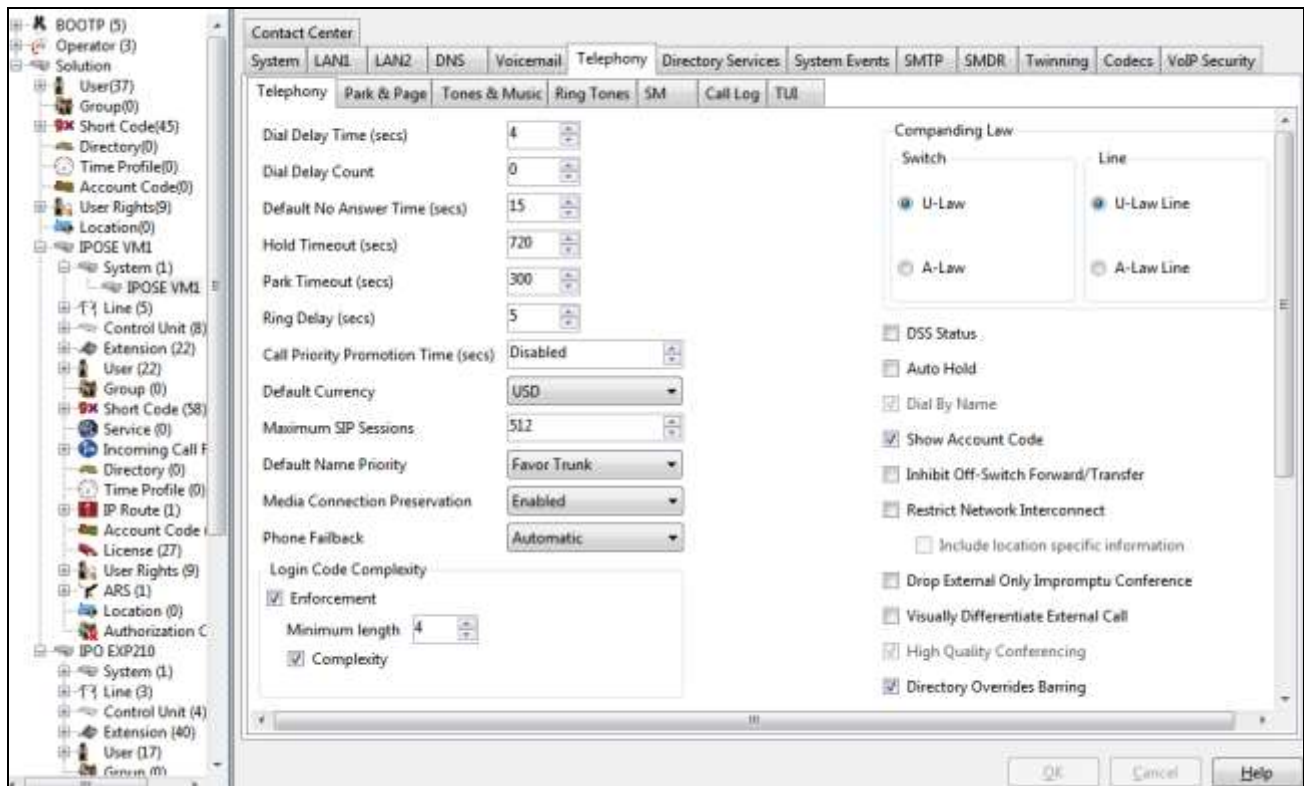 BOOTP (5)
Operator (3)
Solution
User(37)
Group(0)
Short Code(45)
Directory(0)
Time Profile(0)
Account Code(0)
User Rights(9)
Location(0)
IPOSE VM1
System (1)
IPOSE VM1
Line (5)
Control Unit (8)
Extension (22)
User (22)
Group (0)
Short Code (58)
Service (0)
Incoming Call
Directory (0)
Time Profile (0)
IP Route (1)
Account Code
License (27)
User Rights (9)
ARS (1)
Location (0)
Authorization C
IPO EXP210
System (1)
Line (3)
Control Unit (4)
Extension (40)
User (17)
Group (0)
Contact Center
System LAN1 LAN2 DNS Voicemail Telephony Directory Services System Events SMTP SMDR Twinning Codecs VoIP Security
Telephony Park & Page Tones & Music Ring Tones SM Call Log TUI
Dial Delay Time (secs) 4
Dial Delay Count 0
Default No Answer Time (secs) 15
Hold Timeout (secs) 720
Park Timeout (secs) 300
Ring Delay (secs) 5
Call Priority Promotion Time (secs) Disabled
Default Currency USD
Maximum SIP Sessions 512
Default Name Priority Favor Trunk
Media Connection Preservation Enabled
Phone Failback Automatic
Login Code Complexity
Enforcement
Minimum length 4
Complexity
Companding Law
Switch Line
U-Law U-Law Line
A-Law A-Law Line
DSS Status
Auto Hold
Dial By Name
Show Account Code
Inhibit Off-Switch Forward/Transfer
Restrict Network Interconnect
Include location specific information
Drop External Only Impromptu Conference
Visually Differentiate External Call
High Quality Conferencing
Directory Overrides Barring
OK Cancel Help